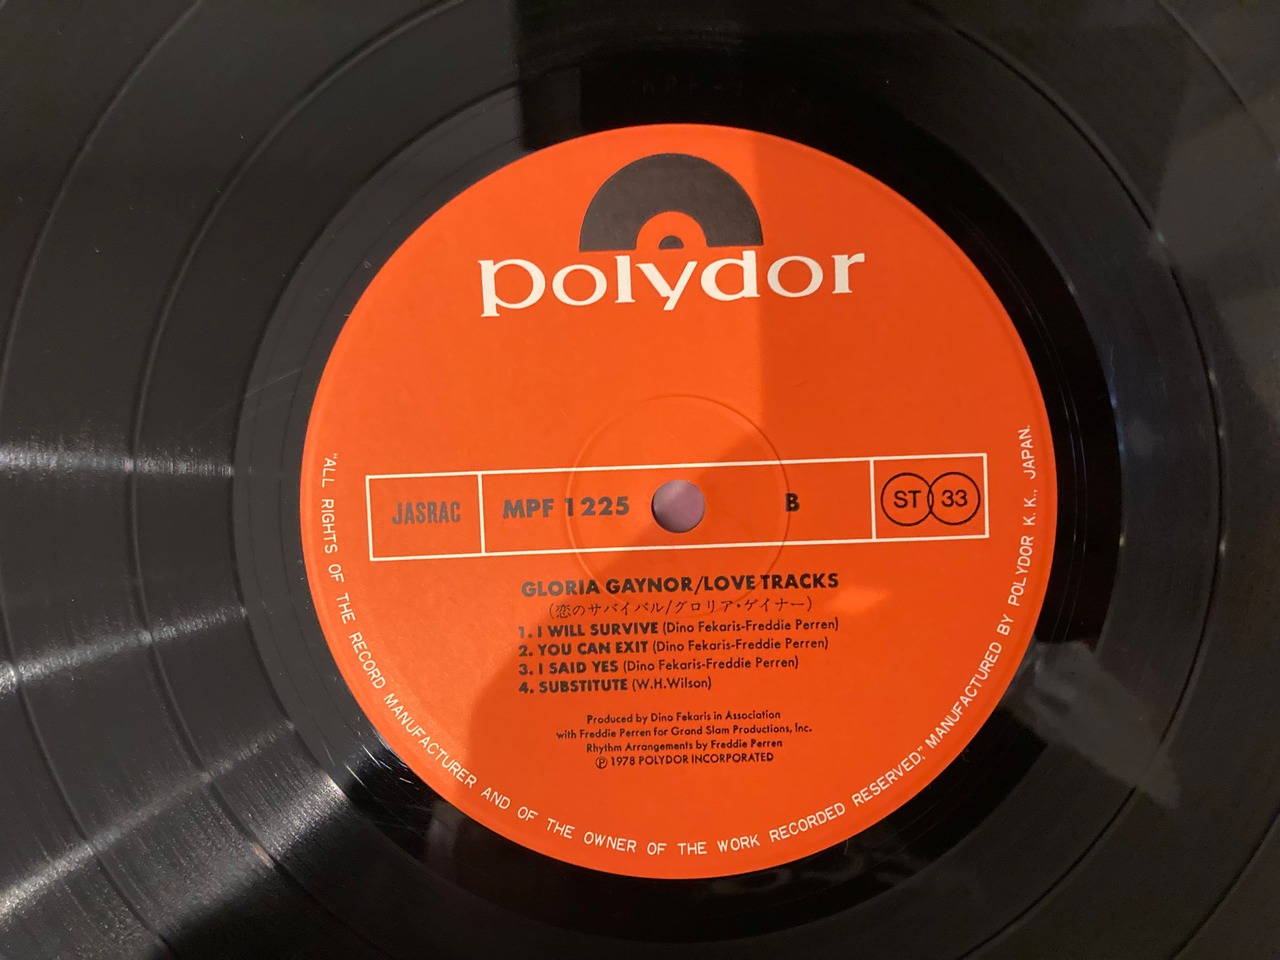 polydor
JASRAC MPF 1225 B ST 33
GLORIA GAYNOR/LOVE TRACKS
(恋のサバイバル/グロリア・ゲイナー)
1. I WILL SURVIVE (Dino Fekaris-Freddie Perren)
2. YOU CAN EXIT (Dino Fekaris-Freddie Perren)
3. I SAID YES (Dino Fekaris-Freddie Perren)
4. SUBSTITUTE (W.H.Wilson)
Produced by Dino Fekaris in Association
with Freddie Perren for Grand Slam Productions, Inc.
Rhythm Arrangements by Freddie Perren
℗ 1978 POLYDOR INCORPORATED
"ALL RIGHTS OF THE RECORD MANUFACTURER AND OF THE OWNER OF THE WORK RECORDED RESERVED," MANUFACTURED BY POLYDOR K.K., JAPAN.